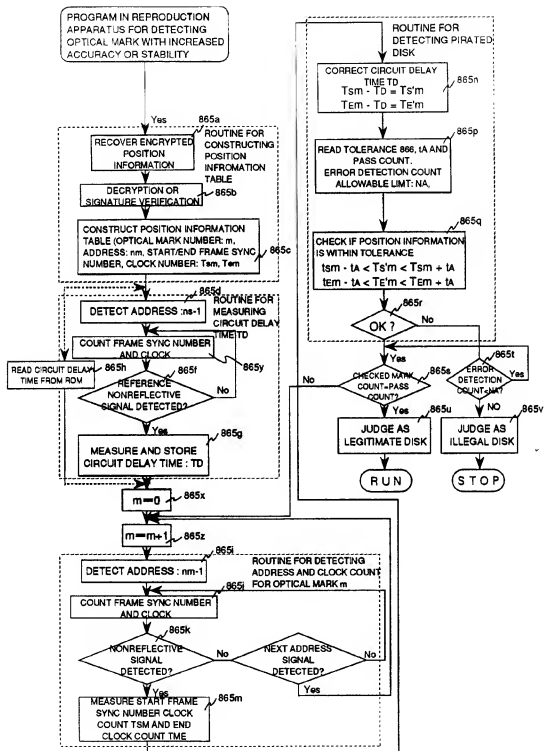 PROGRAM IN REPRODUCTION
APPARATUS FOR DETECTING
OPTICAL MARK WITH INCREASED
ACCURACY OR STABILITY
Yes
865a
RECOVER ENCRYPTED
POSITION
INFORMATION
ROUTINE FOR
CONSTRUCTING
POSITION
INFROMATION
TABLE
DECRYPTION OR
SIGNATURE VERIFICATION
865b
CONSTRUCT POSITION INFORMATION
TABLE (OPTICAL MARK NUMBER: m,
ADDRESS: nm, START/END FRAME SYNC
NUMBER, CLOCK NUMBER: Tsm, Tem
865c
865d
DETECT ADDRESS :ns-1
ROUTINE FOR
MEASURING
CIRCUIT DELAY
TIME TD
COUNT FRAME SYNC NUMBER
AND CLOCK
865y
READ CIRCUIT DELAY
TIME FROM ROM
865h
865f
REFERENCE
NONREFLECTIVE
SIGNAL DETECTED?
No
Yes
865g
MEASURE AND STORE
CIRCUIT DELAY TIME : TD
m=0
865x
m=m+1
865z
865i
DETECT ADDRESS : nm-1
ROUTINE FOR DETECTING
ADDRESS AND CLOCK COUNT
FOR OPTICAL MARK m
865j
COUNT FRAME SYNC NUMBER
AND CLOCK
865k
NONREFLECTIVE
SIGNAL
DETECTED?
No
NEXT ADDRESS
SIGNAL
DETECTED?
No
Yes
Yes
MEASURE START FRAME
SYNC NUMBER CLOCK
COUNT TSM AND END
CLOCK COUNT TME
865m
ROUTINE FOR
DETECTING PIRATED
DISK
CORRECT CIRCUIT DELAY
TIME TD
Tsm - TD = Ts'm
TEm - TD = TE'm
865n
865p
READ TOLERANCE 866, tA AND
PASS COUNT.
ERROR DETECTION COUNT
ALLOWABLE LIMT: NA,
865q
CHECK IF POSITION INFORMATION
IS WITHIN TOLERANCE
tsm - tA < Ts'm < Tsm + tA
tEm - tA < TE'm < TEm + tA
865r
OK ?
No
Yes
865s
865t
No
CHECKED MARK
COUNT=PASS
COUNT?
ERROR
DETECTION
COUNT<NA?
Yes
Yes
865u
NO
865v
JUDGE AS
LEGITIMATE DISK
JUDGE AS
ILLEGAL DISK
RUN
STOP